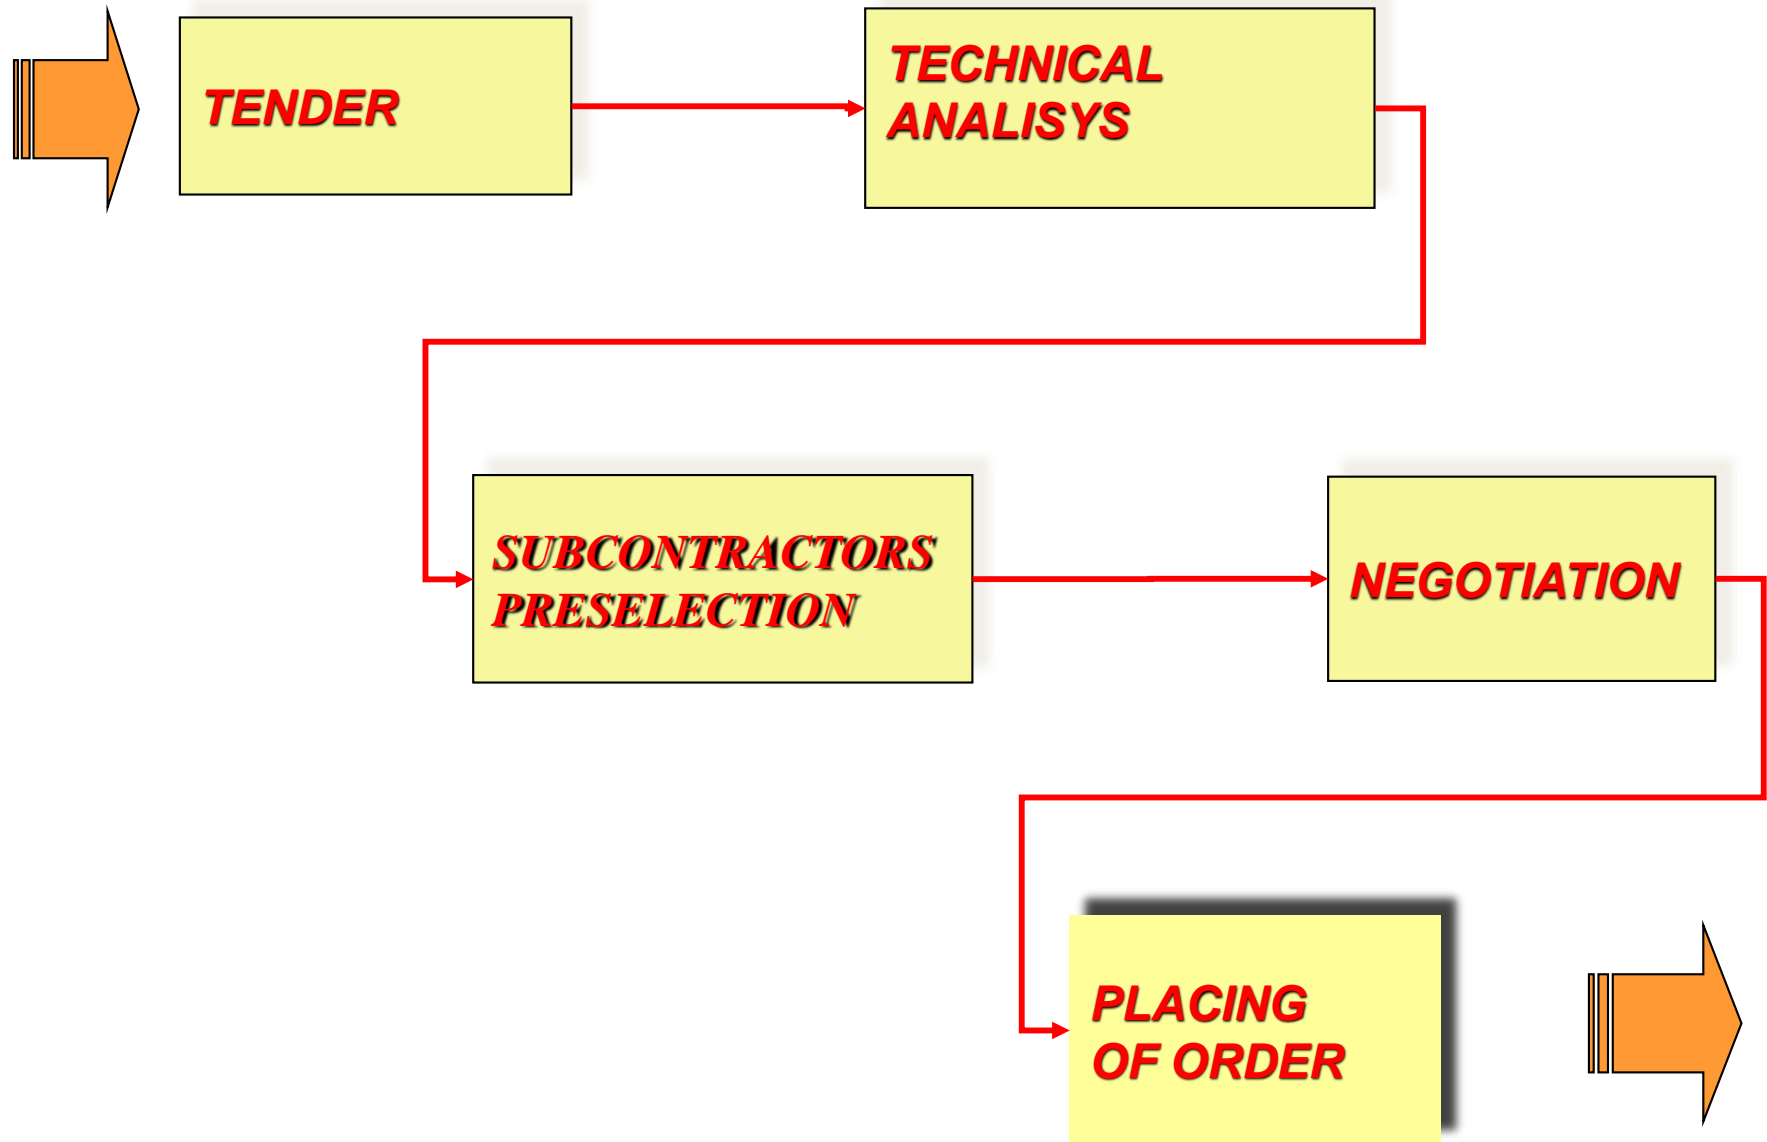 TENDER
TECHNICAL
ANALISYS
SUBCONTRACTORS
PRESELECTION
NEGOTIATION
PLACING
OF ORDER